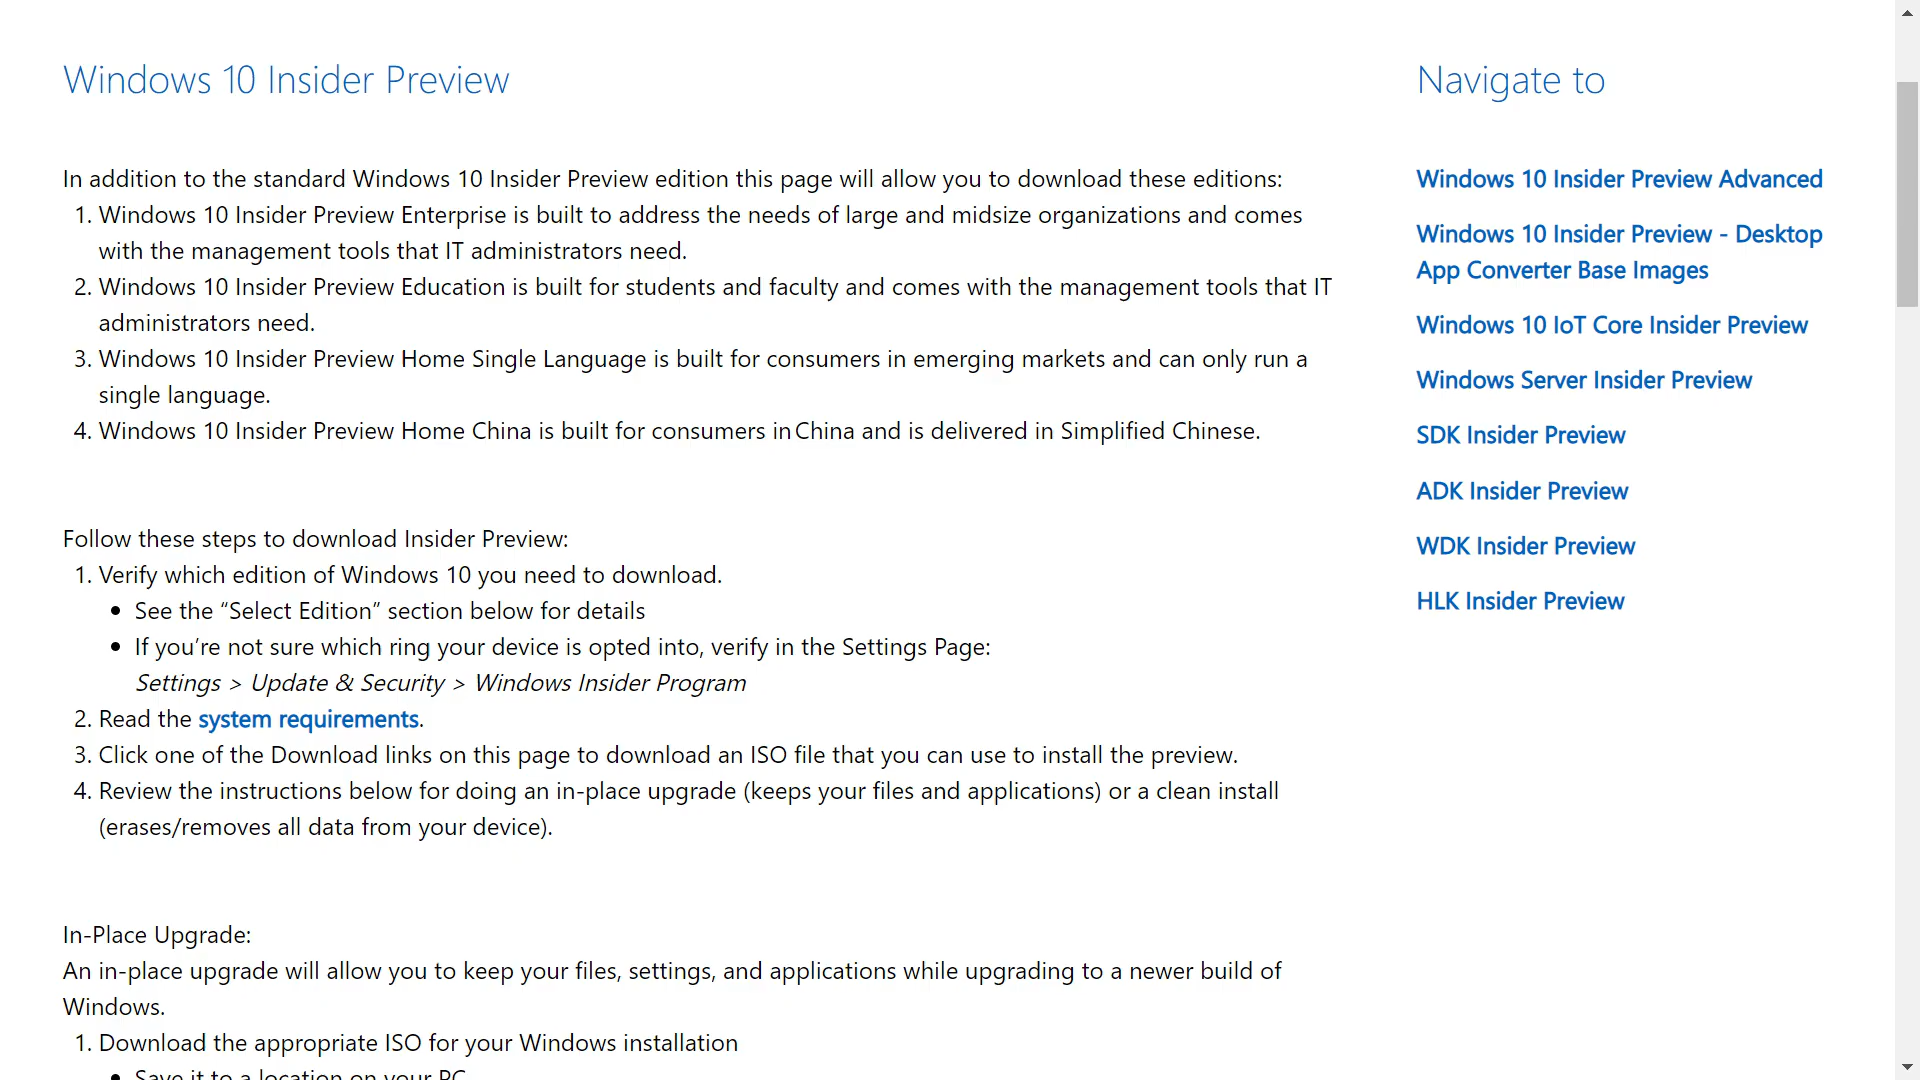 Windows 10 Insider Preview
In addition to the standard Windows 10 Insider Preview edition this page will allow you to download these editions:
1. Windows 10 Insider Preview Enterprise is built to address the needs of large and midsize organizations and comes
with the management tools that IT administrators need.
2. Windows 10 Insider Preview Education is built for students and faculty and comes with the management tools that IT
administrators need.
3. Windows 10 Insider Preview Home Single Language is built for consumers in emerging markets and can only run a
single language.
4. Windows 10 Insider Preview Home China is built for consumers in China and is delivered in Simplified Chinese.
Follow these steps to download Insider Preview:
1. Verify which edition of Windows 10 you need to download.
• See the “Select Edition” section below for details
• If you’re not sure which ring your device is opted into, verify in the Settings Page:
Settings > Update & Security > Windows Insider Program
2. Read the system requirements.
3. Click one of the Download links on this page to download an ISO file that you can use to install the preview.
4. Review the instructions below for doing an in-place upgrade (keeps your files and applications) or a clean install
(erases/removes all data from your device).
In-Place Upgrade:
An in-place upgrade will allow you to keep your files, settings, and applications while upgrading to a newer build of
Windows.
1. Download the appropriate ISO for your Windows installation
• Save it to a location on your PC
Navigate to
Windows 10 Insider Preview Advanced
Windows 10 Insider Preview - Desktop
App Converter Base Images
Windows 10 IoT Core Insider Preview
Windows Server Insider Preview
SDK Insider Preview
ADK Insider Preview
WDK Insider Preview
HLK Insider Preview